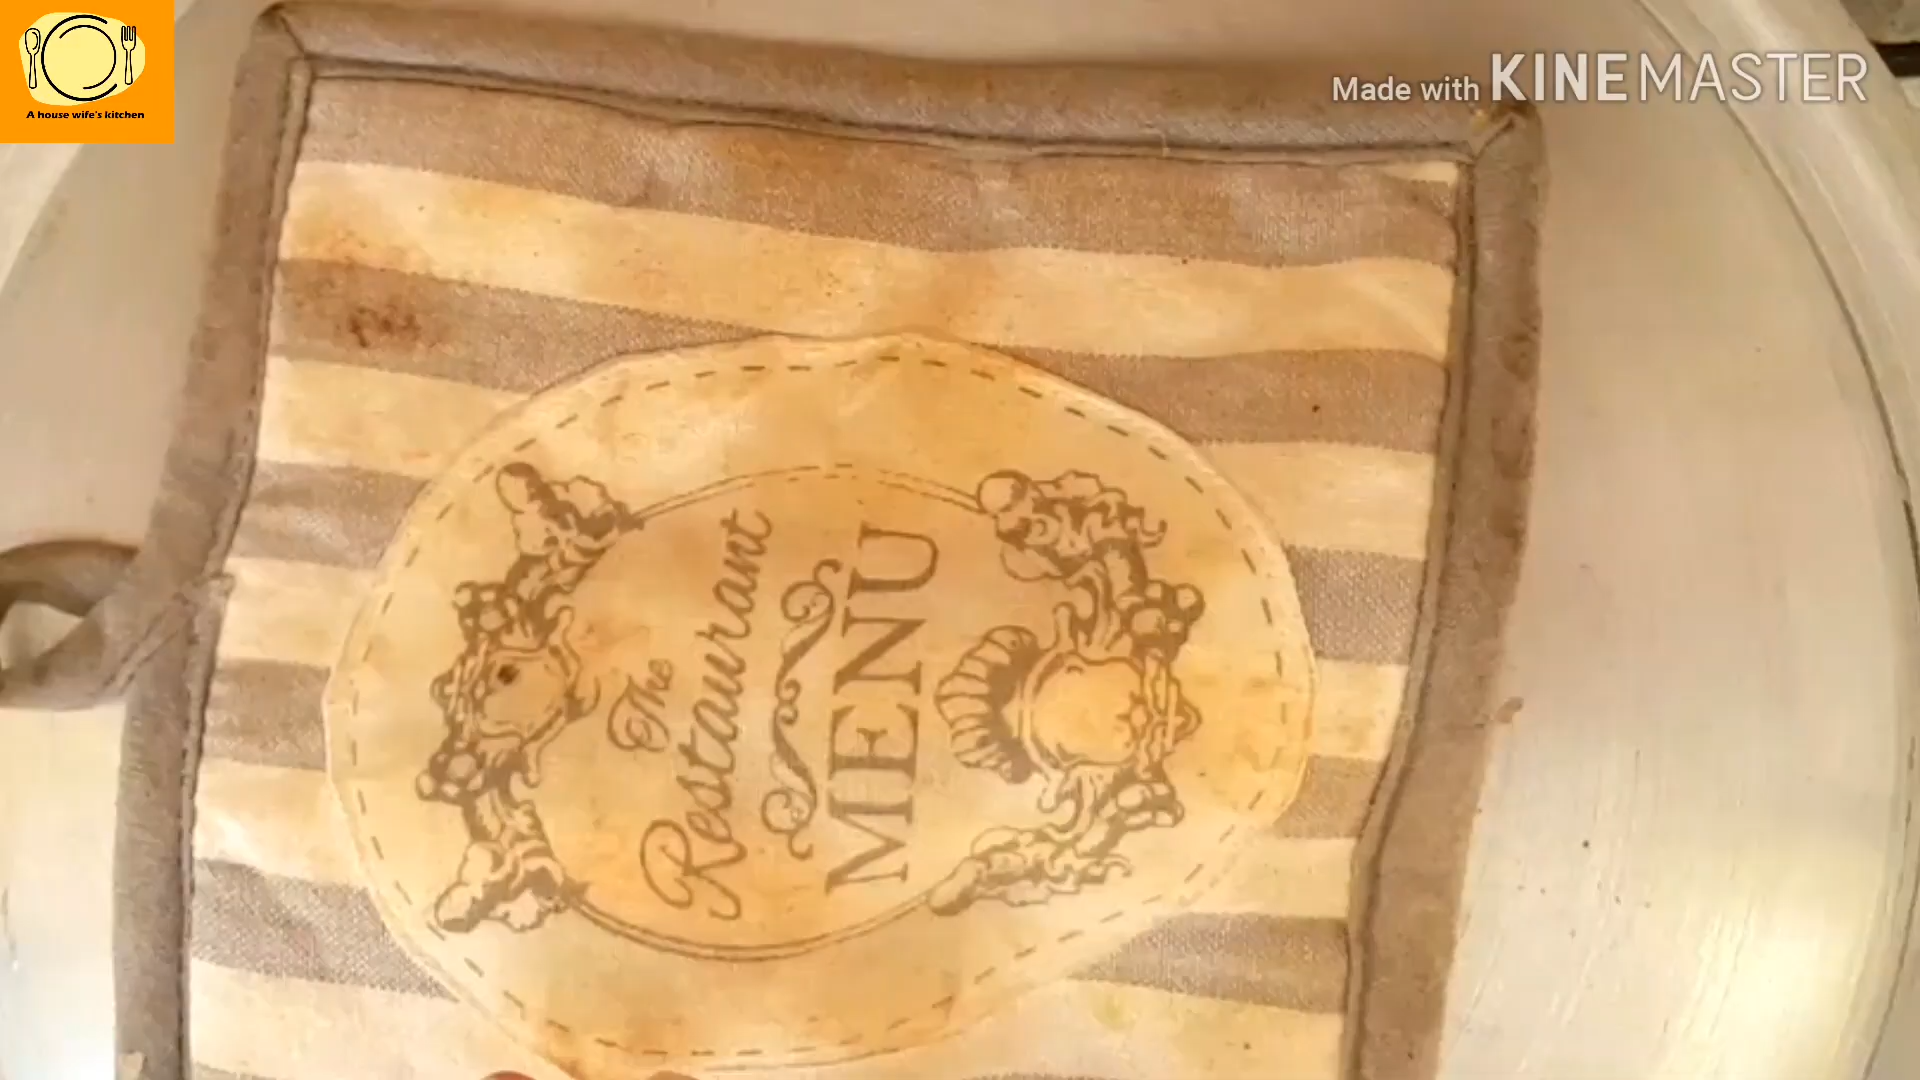 A house wife's kitchen
Made with KINEMASTER
The
Restaurant
MENU